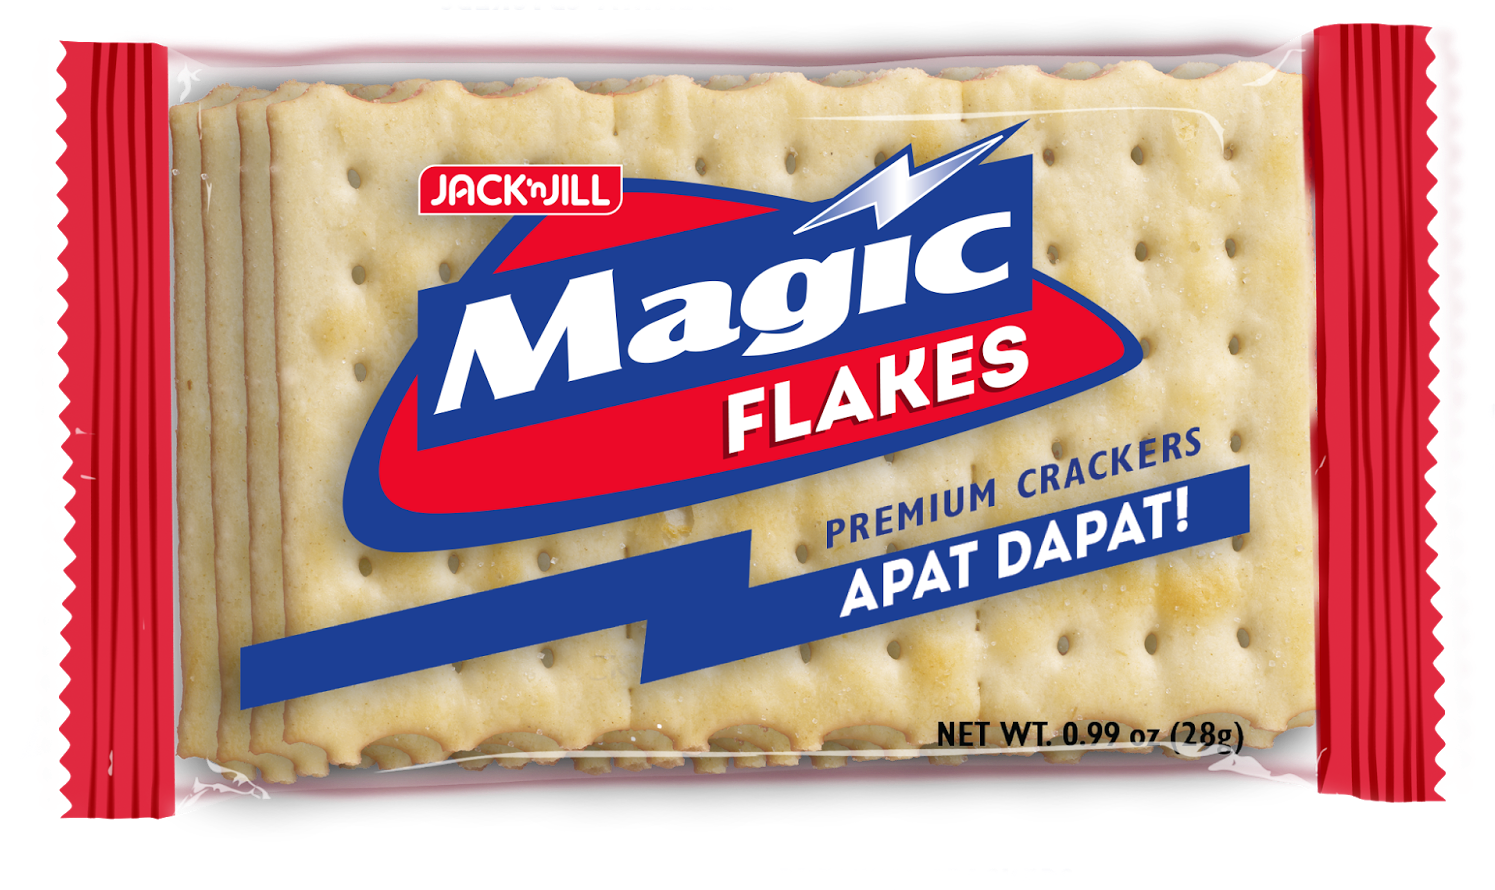 JACK 'n JILL
Magic
FLAKES
PREMIUM CRACKERS
APAT DAPAT!
NET WT. 0.99 oz (28g)